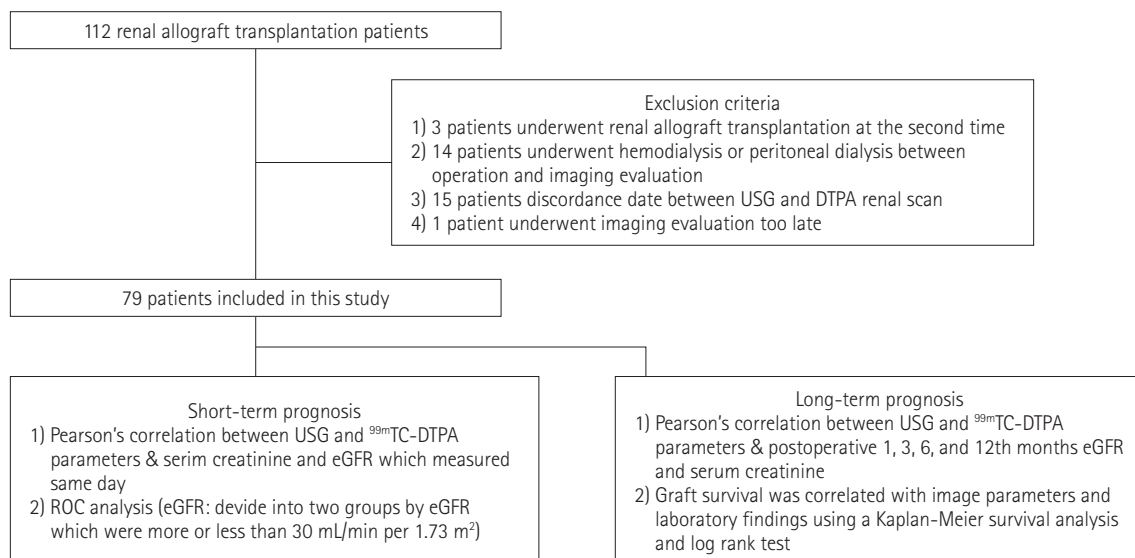 112 renal allograft transplantation patients
Exclusion criteria
1) 3 patients underwent renal allograft transplantation at the second time
2) 14 patients underwent hemodialysis or peritoneal dialysis between
operation and imaging evaluation
3) 15 patients discordance date between USG and DTPA renal scan
4) 1 patient underwent imaging evaluation too late
79 patients included in this study
Short-term prognosis
1) Pearson's correlation between USG and ⁹⁹ᵐTC-DTPA
parameters & serim creatinine and eGFR which measured
same day
2) ROC analysis (eGFR: devide into two groups by eGFR
which were more or less than 30 mL/min per 1.73 m²)
Long-term prognosis
1) Pearson's correlation between USG and ⁹⁹ᵐTC-DTPA
parameters & postoperative 1, 3, 6, and 12th months eGFR
and serum creatinine
2) Graft survival was correlated with image parameters and
laboratory findings using a Kaplan-Meier survival analysis
and log rank test